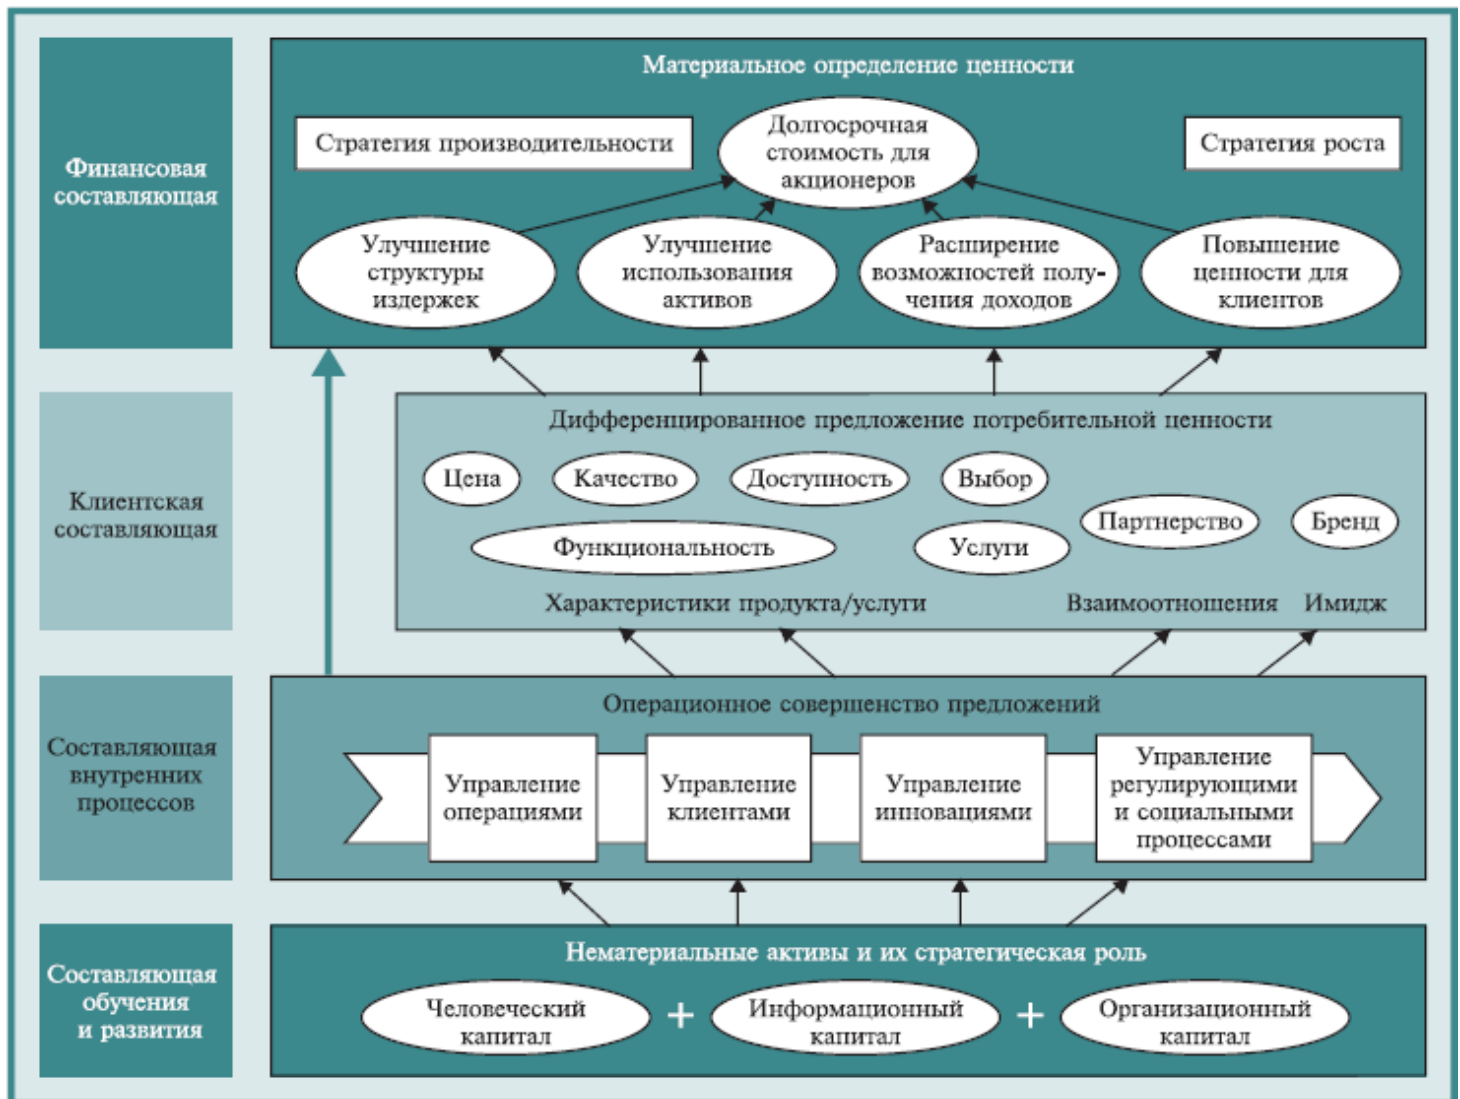 Финансовая
составляющая
Материальное определение ценности
Стратегия производительности
Долгосрочная
стоимость для
акционеров
Стратегия роста
Улучшение
структуры
издержек
Улучшение
использования
активов
Расширение
возможностей полу-
чения доходов
Повышение
ценности для
клиентов
Клиентская
составляющая
Дифференцированное предложение потребительной ценности
Цена
Качество
Доступность
Выбор
Функциональность
Услуги
Партнерство
Бренд
Характеристики продукта/услуги
Взаимоотношения
Имидж
Составляющая
внутренних
процессов
Операционное совершенство предложений
Управление
операциями
Управление
клиентами
Управление
инновациями
Управление
регулирующими
и социальными
процессами
Составляющая
обучения
и развития
Нематериальные активы и их стратегическая роль
Человеческий
капитал
+
Информационный
капитал
+
Организационный
капитал